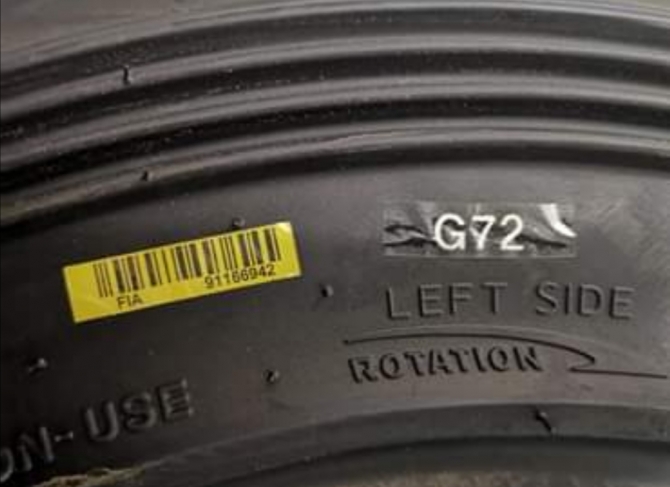 G72
FIA 91166942
LEFT SIDE
ROTATION
ON-USE